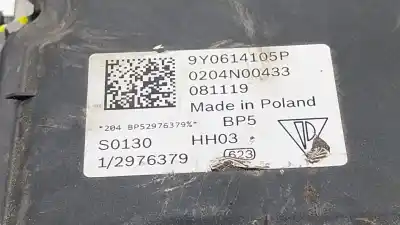 9Y0614105P
0204N00433
081119
Made in Poland
*204 BP52976379%*
BP5
S0130 HH03
1/2976379
623